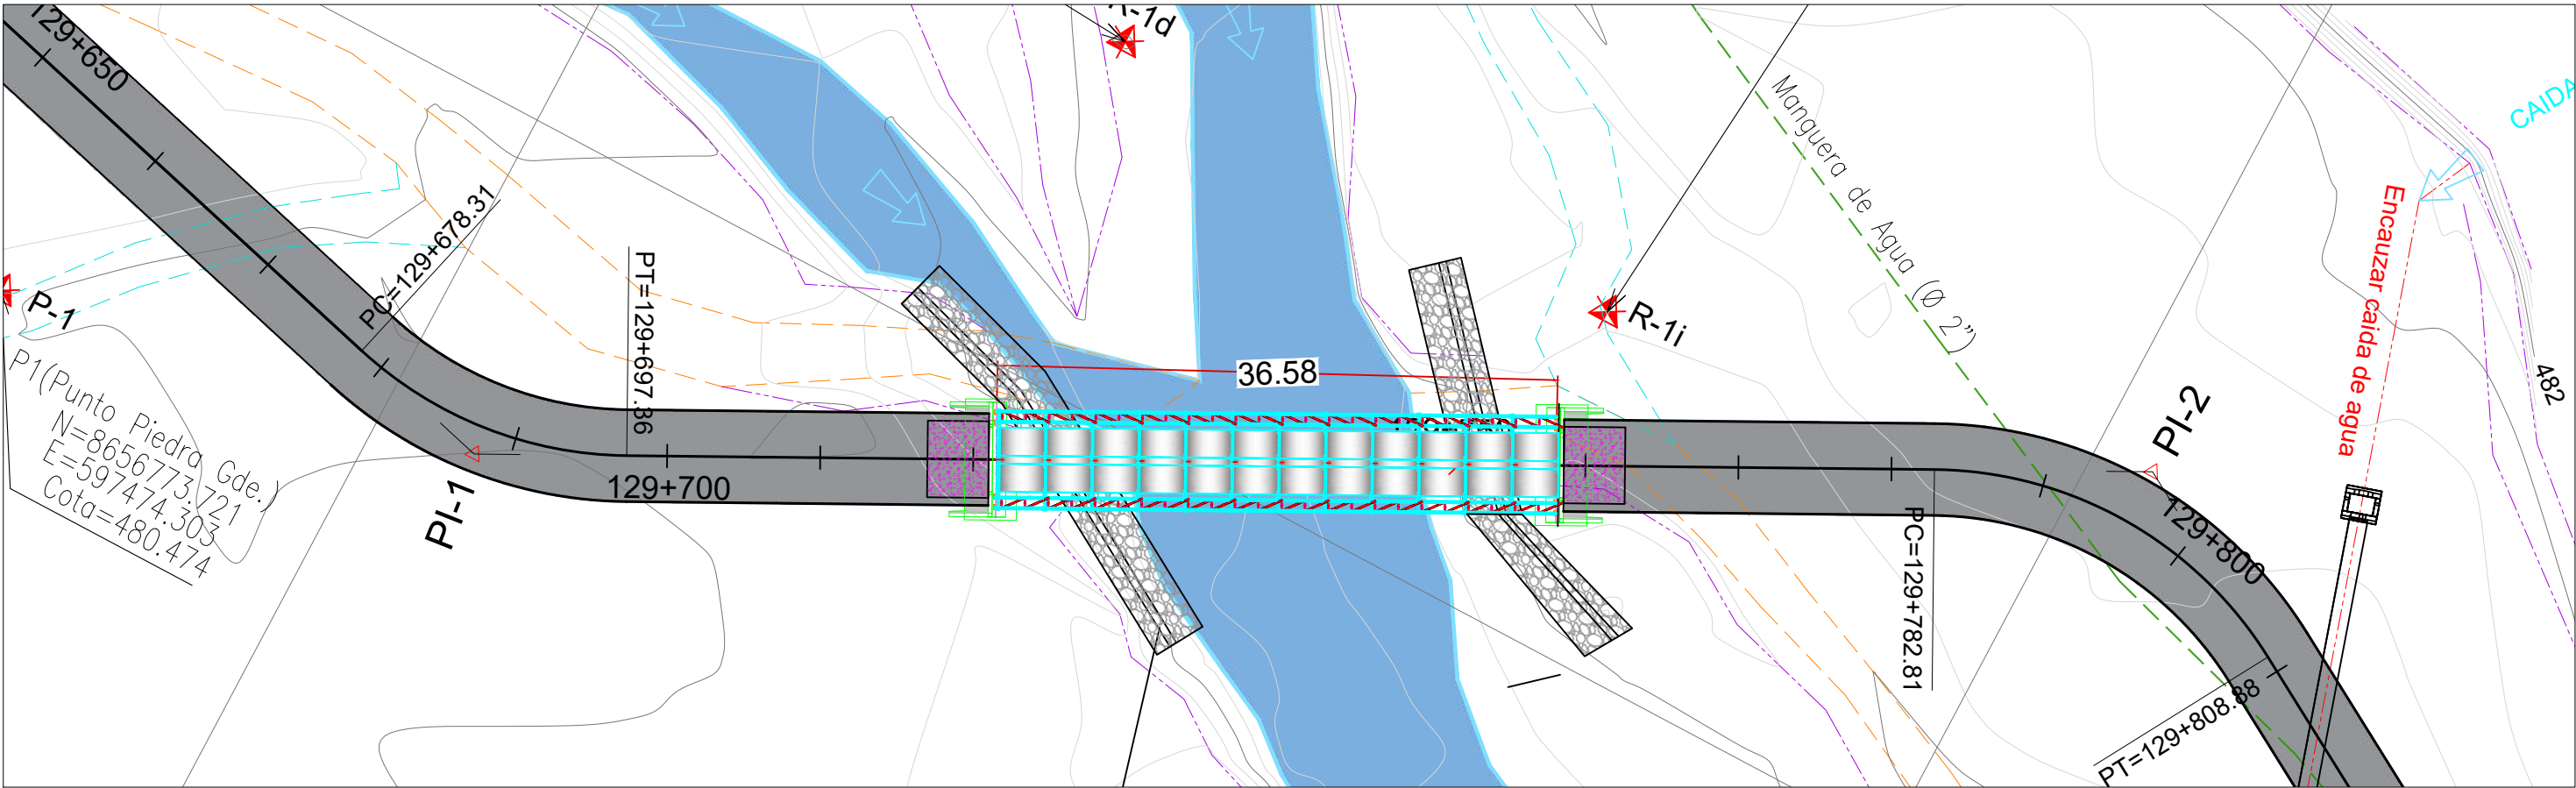 129+650
R-1d
CAIDA
Manguera de Agua (Ø 2")
PC=129+678.31
PT=129+697.36
Encauzar caida de agua
P-1
R-1i
36.58
482
P1(Punto Piedra Gde.)
N=8656773.721
E=597474.303
Cota=480.474
PI-1
129+700
PI-2
129+800
PC=129+782.81
PT=129+808.88